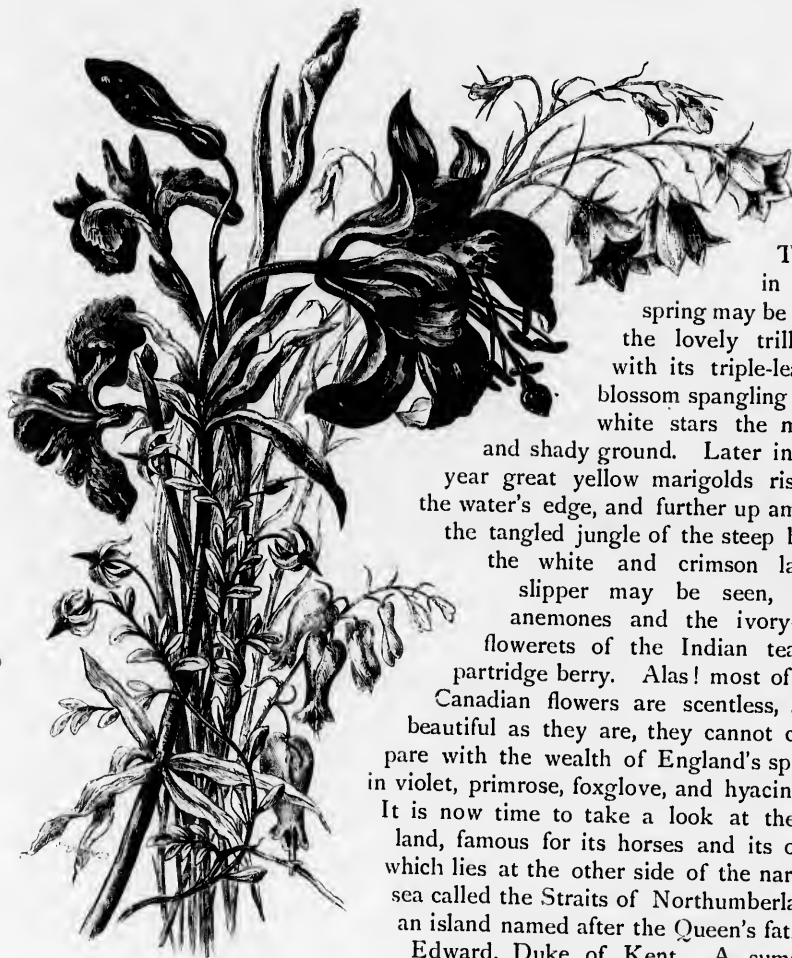 T
in
spring may be
the lovely trill
with its triple-lea
blossom spangling
white stars the m
and shady ground. Later in
year great yellow marigolds ris
the water's edge, and further up am
the tangled jungle of the steep
the white and crimson la
slipper may be seen,
anemones and the ivory-
flowerets of the Indian tea
partridge berry. Alas! most of
Canadian flowers are scentless,
beautiful as they are, they cannot c
pare with the wealth of England's sp
in violet, primrose, foxglove, and hyacin
It is now time to take a look at the
land, famous for its horses and its o
which lies at the other side of the nar
sea called the Straits of Northumberla
an island named after the Queen's fat
Edward, Duke of Kent. A sum